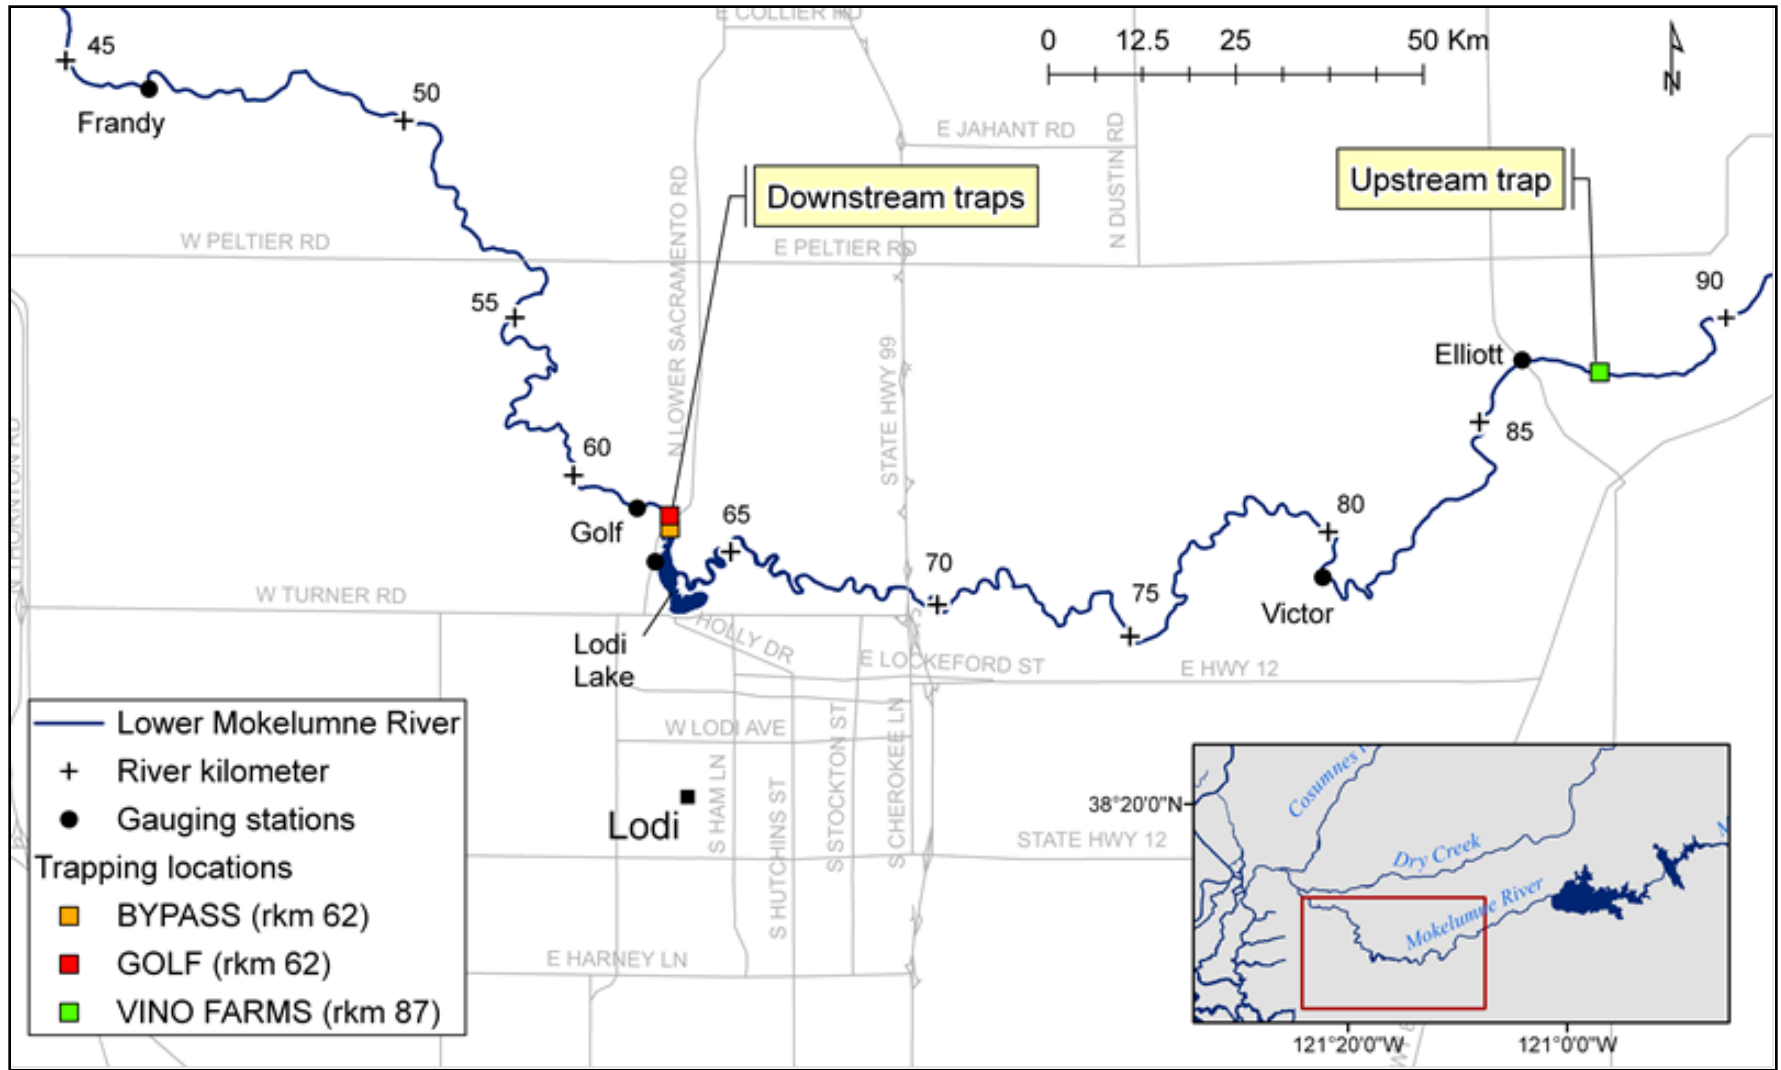 E COLLIER RD
45
0 12.5 25 50 Km
N
50
Frandy
E JAHANT RD
N DUSTIN RD
Downstream traps
Upstream trap
N LOWER SACRAMENTO RD
W PELTIER RD
E PELTIER RD
90
55
STATE HWY 99
Elliott
85
60
N THORNTON RD
65
80
Golf
70
75
W TURNER RD
Victor
Lodi
Lake
HOLLY DR
E LOCKEFORD ST
E HWY 12
Lower Mokelumne River
River kilometer
Gauging stations
Trapping locations
BYPASS (rkm 62)
GOLF (rkm 62)
VINO FARMS (rkm 87)
W LODI AVE
S HAM LN
S HUTCHINS ST
S STOCKTON ST
S CHEROKEE LN
Lodi
STATE HWY 12
E HARNEY LN
38°20'0"N
Cosumnes
Dry Creek
Mokelumne River
121°20'0"W
121°0'0"W